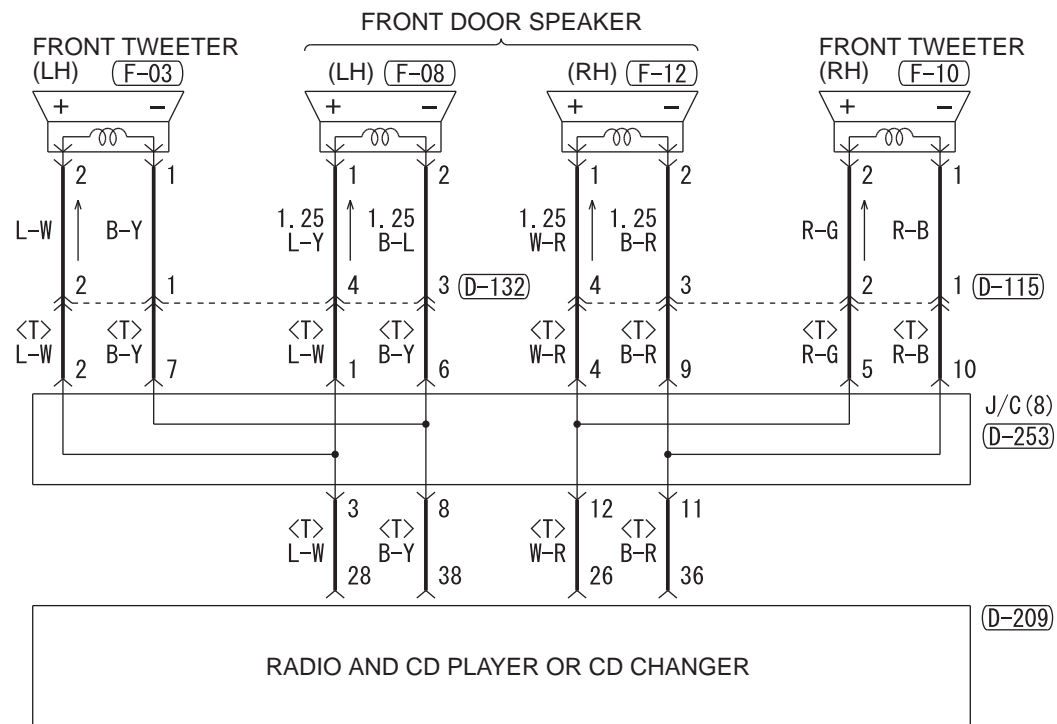 FRONT DOOR SPEAKER
FRONT TWEETER FRONT TWEETER
(LH) F-03 (LH) F-08 (RH) F-12 (RH) F-10
+ − + − + − + −
2 1 1 2 1 2 2 1
1.25 1.25 1.25 1.25
L-W B-Y L-Y B-L W-R B-R R-G R-B
2 1 4 3 D-132 4 3 2 1 D-115
<T> <T> <T> <T> <T> <T> <T> <T>
L-W B-Y L-W B-Y W-R B-R R-G R-B
2 7 1 6 4 9 5 10
J/C(8)
D-253
3 8 12 11
<T> <T> <T> <T>
L-W B-Y W-R B-R
28 38 26 36
D-209
RADIO AND CD PLAYER OR CD CHANGER